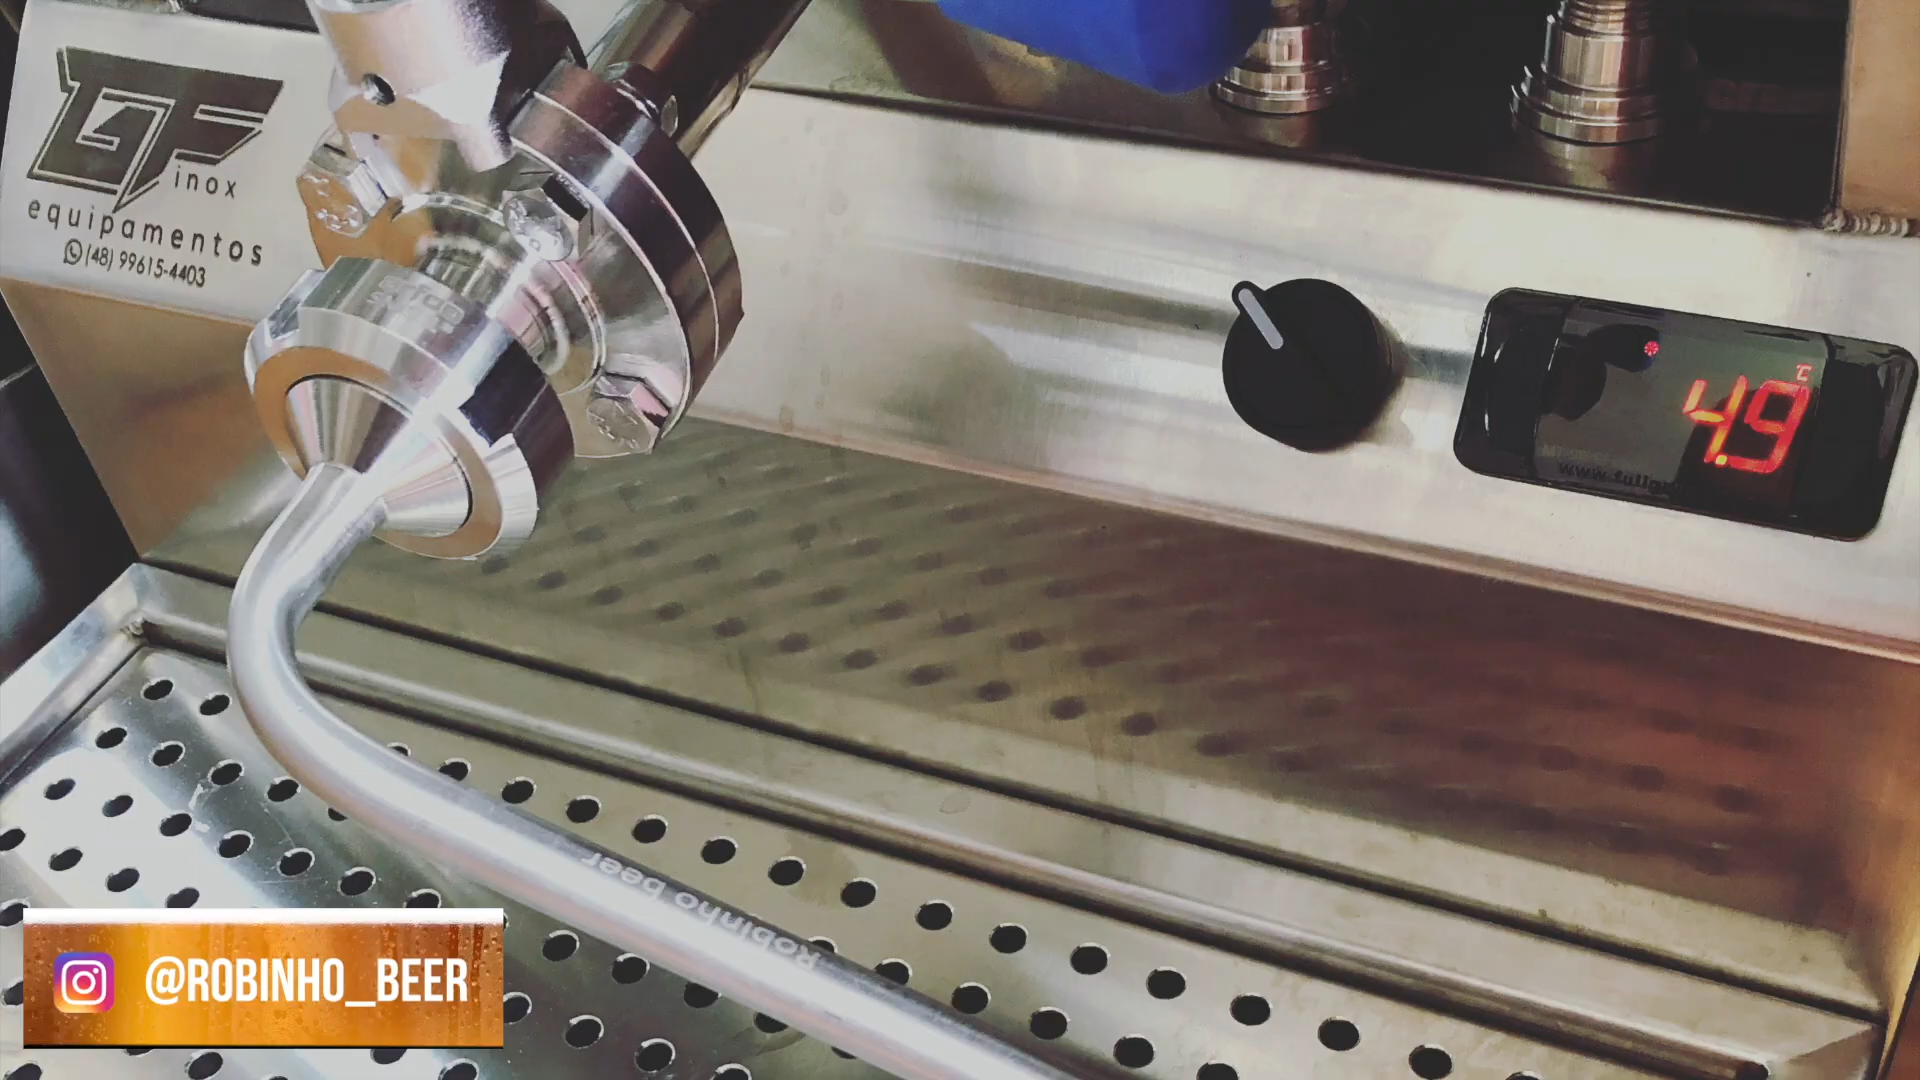 GF
inox
equipamentos
(48) 99615-4403
°C
4.9
Robinho beer
@ROBINHO_BEER